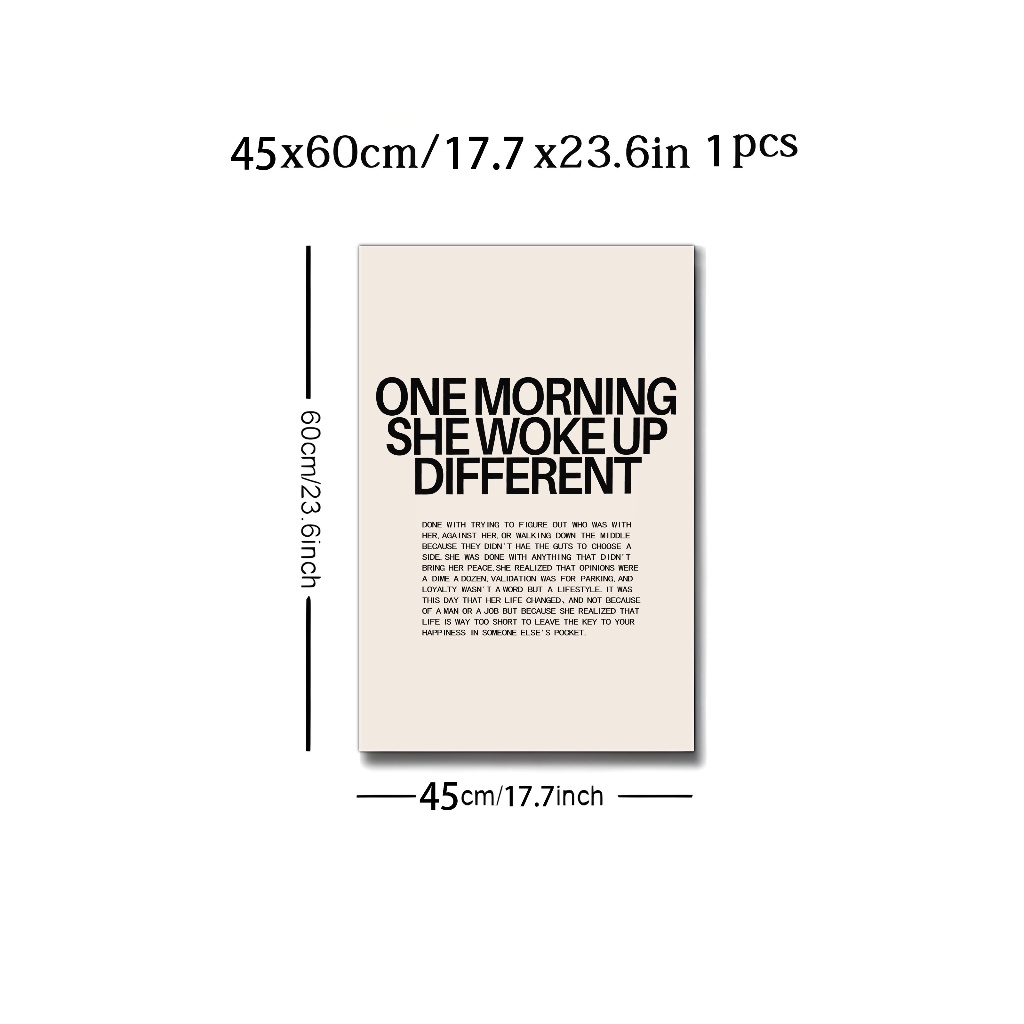 45x60cm/17.7 x23.6in 1pcs
60cm/23.6inch
ONE MORNING
SHE WOKE UP
DIFFERENT
DONE WITH TRYING TO FIGURE OUT WHO WAS WITH
HER, AGAINST HER, OR WALKING DOWN THE MIDDLE
BECAUSE THEY DIDN'T HAE THE GUTS TO CHOOSE A
SIDE. SHE WAS DONE WITH ANYTHING THAT DIDN'T
BRING HER PEACE. SHE REALIZED THAT OPINIONS WERE
A DIME A DOZEN, VALIDATION WAS FOR PARKING, AND
LOYALTY WASN'T A WORD BUT A LIFESTYLE. IT WAS
THIS DAY THAT HER LIFE CHANGED, AND NOT BECAUSE
OF A MAN OR A JOB BUT BECAUSE SHE REALIZED THAT
LIFE IS WAY TOO SHORT TO LEAVE THE KEY TO YOUR
HAPPINESS IN SOMEONE ELSE'S POCKET.
45cm/17.7inch